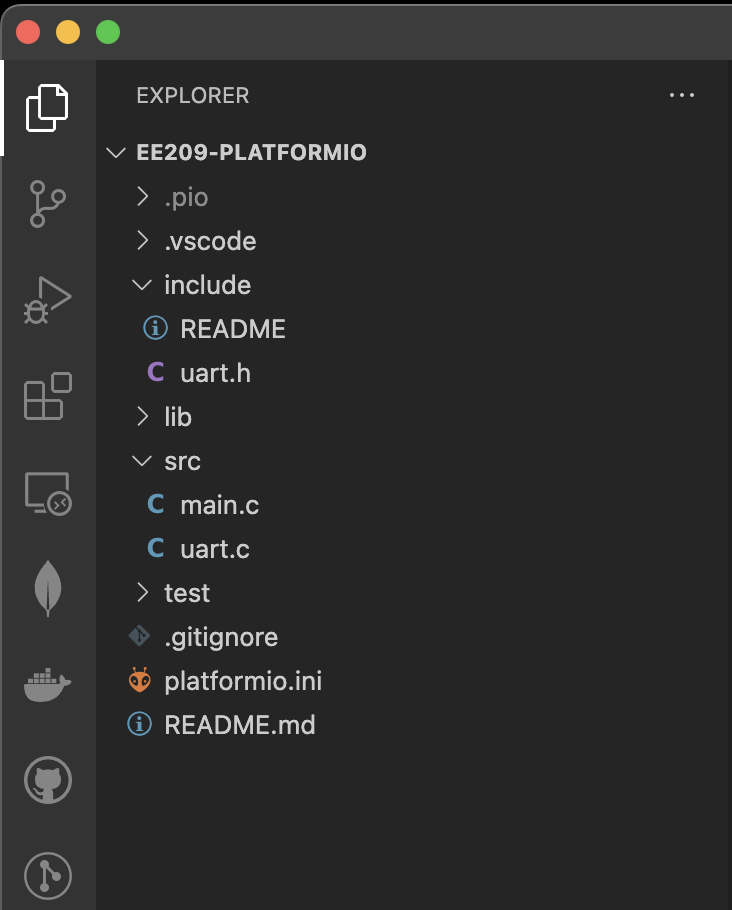 EXPLORER
EE209-PLATFORMIO
.pio
.vscode
include
README
C uart.h
lib
src
C main.c
C uart.c
test
.gitignore
platformio.ini
README.md